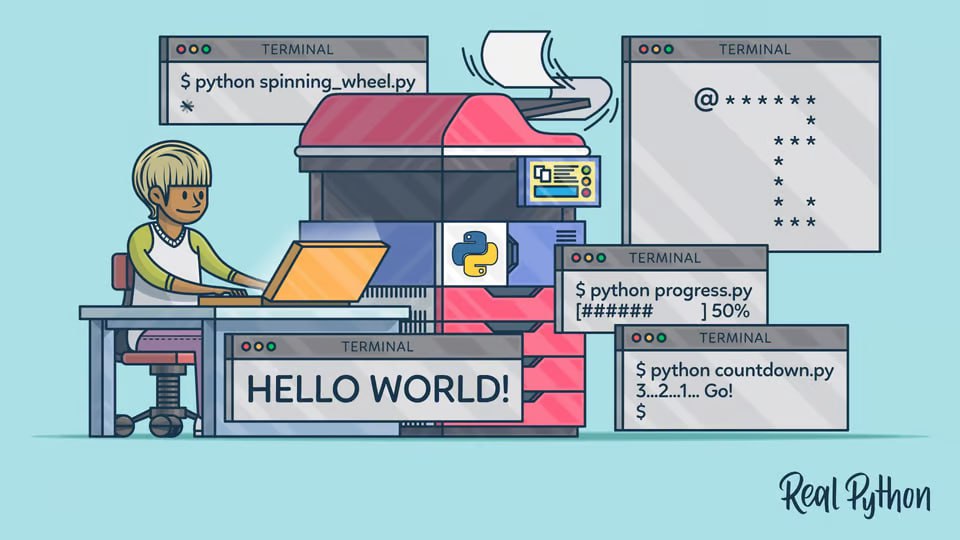 TERMINAL
$ python spinning_wheel.py
*
TERMINAL
@ * * * * * *
*
* * *
*
*
* *
* * *
TERMINAL
$ python progress.py
[###### ] 50%
TERMINAL
HELLO WORLD!
TERMINAL
$ python countdown.py
3...2...1... Go!
$
Real Python